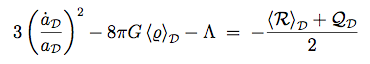 3 (ȧ_𝒟 / a_𝒟)² − 8πG ⟨ϱ⟩_𝒟 − Λ = − (⟨ℛ⟩_𝒟 + 𝒬_𝒟) / 2